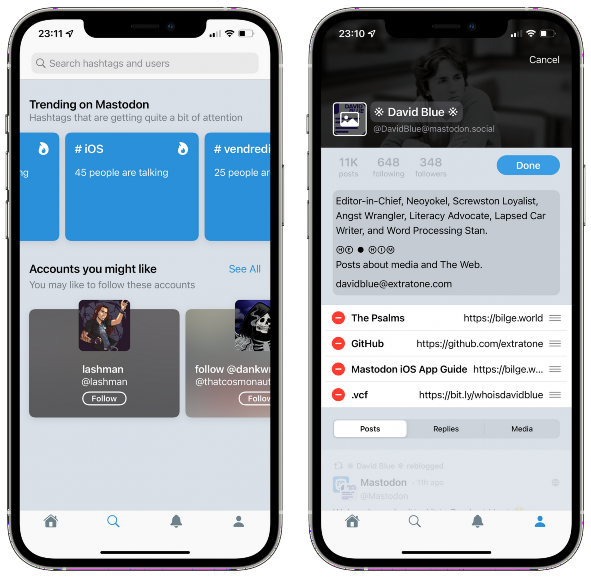 23:11
Search hashtags and users
Trending on Mastodon
Hashtags that are getting quite a bit of attention
ng
# iOS
45 people are talking
# vendredi
25 people ar
Accounts you might like
See All
You may like to follow these accounts
lashman
@lashman
Follow
follow @dankwr
@thatcosmonaut
Follow
23:10
Cancel
※ David Blue ※
@DavidBlue@mastodon.social
11K
posts
648
following
348
followers
Done
Editor-in-Chief, Neoyokel, Screwston Loyalist,
Angst Wrangler, Literacy Advocate, Lapsed Car
Writer, and Word Processing Stan.
Posts about media and The Web.
davidblue@extratone.com
The Psalms https://bilge.world
GitHub https://github.com/extratone
Mastodon iOS App Guide https://bilge.w...
.vcf https://bit.ly/whoisdavidblue
Posts
Replies
Media
※ David Blue ※ reblogged
Mastodon · 11h ago
@Mastodon